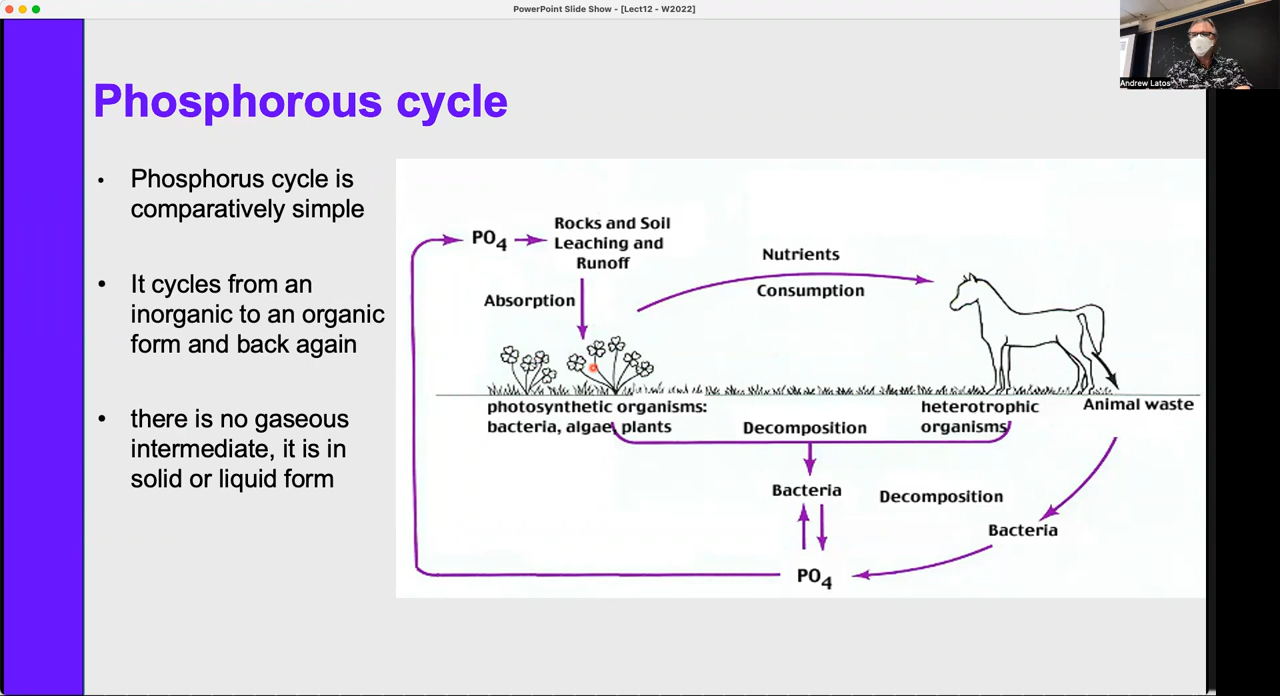 PowerPoint Slide Show - [Lect12 - W2022]
Andrew Latos
Phosphorous cycle
• Phosphorus cycle is
comparatively simple
• It cycles from an
inorganic to an organic
form and back again
• there is no gaseous
intermediate, it is in
solid or liquid form
PO4
Rocks and Soil
Leaching and
Runoff
Absorption
Nutrients
Consumption
photosynthetic organisms:
bacteria, algae, plants
Decomposition
heterotrophic
organisms
Animal waste
Bacteria
Decomposition
Bacteria
PO4